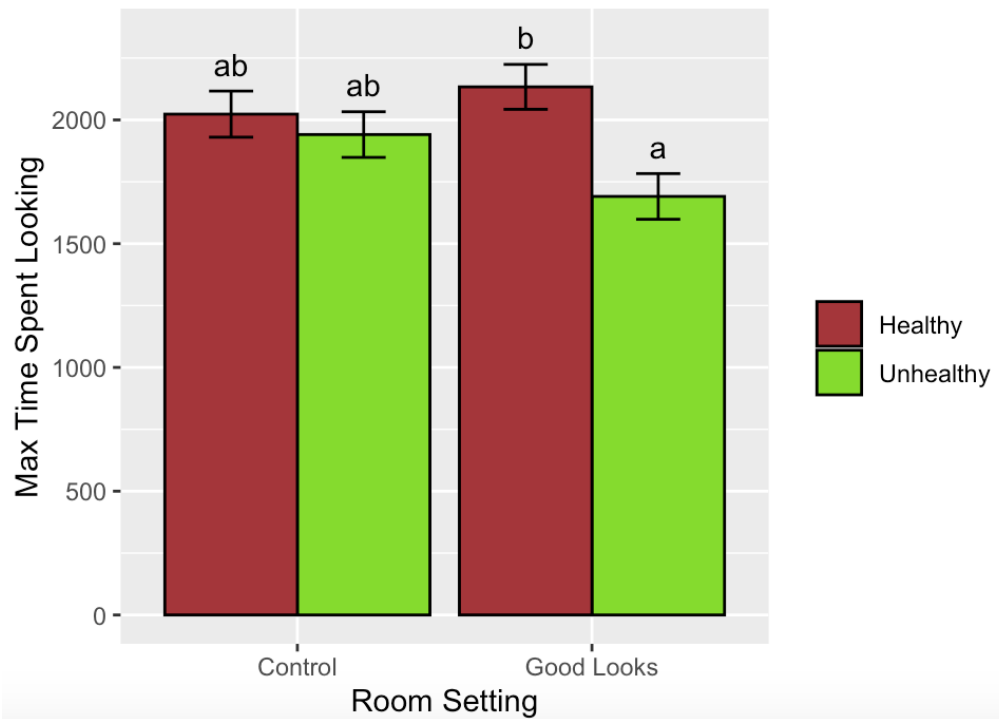 ab
ab
b
a
2000
1500
1000
500
0
Max Time Spent Looking
Control
Good Looks
Room Setting
Healthy
Unhealthy